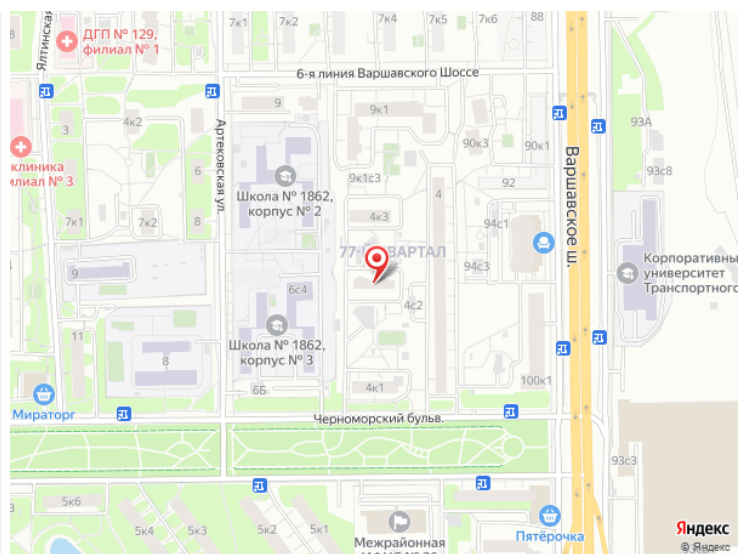 ДГП № 129,
филиал № 1
Ялтинская
7к1
7к2
7к4
7к5
7к6
88
6-я линия Варшавского Шоссе
9
9к1
93А
3
4к2
Артековская ул.
90к3
90к1
93с8
клиника
филиал № 3
Школа № 1862,
корпус № 2
9к1с3
4
92
Варшавское ш.
6
8
7к1
7к2
4к3
94с1
77-й КВАРТАЛ
94с3
Корпоративны
университет
Транспортного
9
6с4
4с2
11
8
Школа № 1862,
корпус № 3
6Б
4к1
100к1
Мираторг
Черноморский бульв.
93с3
5к6
5к4
5к3
5к2
5к1
Межрайонная
Пятёрочка
Яндекс
© Яндекс